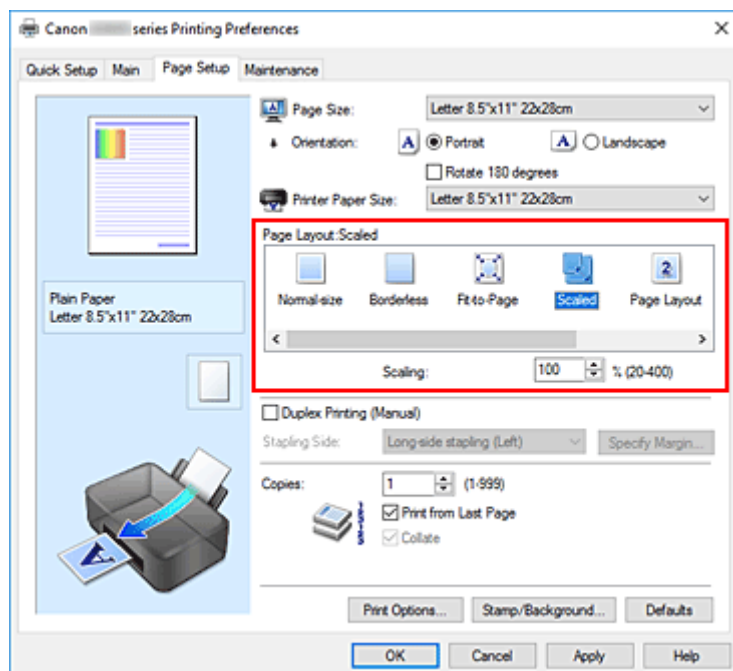 Canon series Printing Preferences
Quick Setup Main Page Setup Maintenance
Page Size: Letter 8.5"x11" 22x28cm
Orientation: A Portrait A Landscape
Rotate 180 degrees
Printer Paper Size: Letter 8.5"x11" 22x28cm
Page Layout:Scaled
Normal-size Borderless Fit-to-Page Scaled 2 Page Layout
Scaling: 100 % (20-400)
Plain Paper
Letter 8.5"x11" 22x28cm
Duplex Printing (Manual)
Stapling Side: Long-side stapling (Left) Specify Margin...
Copies: 1 (1-999)
Print from Last Page
Collate
A
Print Options... Stamp/Background... Defaults
OK Cancel Apply Help